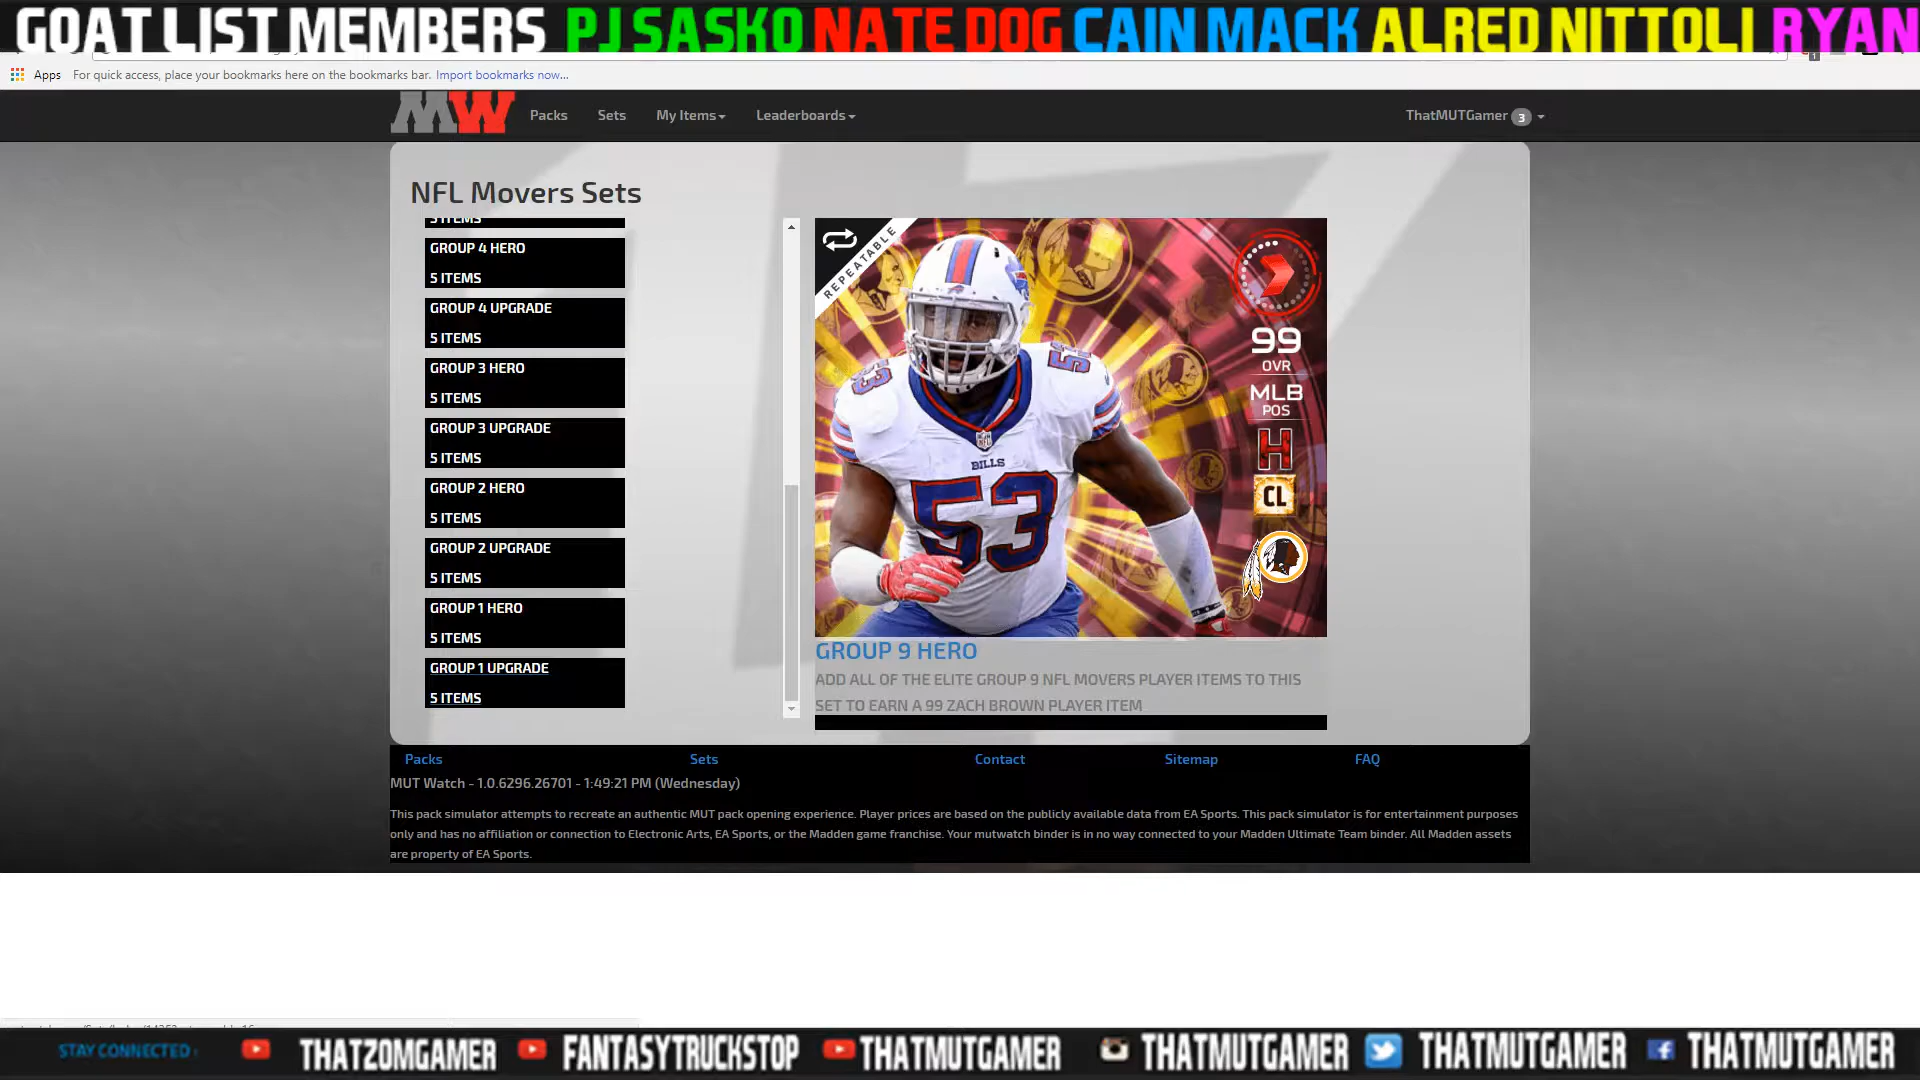 GOAT LIST MEMBERS PJ SASKO NATE DOG CAIN MACK ALRED NITTOLI RYAN
Apps For quick access, place your bookmarks here on the bookmarks bar. Import bookmarks now...
MW Packs Sets My Items Leaderboards ThatMUTGamer 3
NFL Movers Sets
5 ITEMS
GROUP 4 HERO
5 ITEMS
GROUP 4 UPGRADE
5 ITEMS
GROUP 3 HERO
5 ITEMS
GROUP 3 UPGRADE
5 ITEMS
GROUP 2 HERO
5 ITEMS
GROUP 2 UPGRADE
5 ITEMS
GROUP 1 HERO
5 ITEMS
GROUP 1 UPGRADE
5 ITEMS
REPEATABLE
99
OVR
MLB
POS
H
CL
53
53
BILLS
53
GROUP 9 HERO
ADD ALL OF THE ELITE GROUP 9 NFL MOVERS PLAYER ITEMS TO THIS
SET TO EARN A 99 ZACH BROWN PLAYER ITEM
Packs Sets Contact Sitemap FAQ
MUT Watch - 1.0.6296.26701 - 1:49:21 PM (Wednesday)
This pack simulator attempts to recreate an authentic MUT pack opening experience. Player prices are based on the publicly available data from EA Sports. This pack simulator is for entertainment purposes
only and has no affiliation or connection to Electronic Arts, EA Sports, or the Madden game franchise. Your mutwatch binder is in no way connected to your Madden Ultimate Team binder. All Madden assets
are property of EA Sports.
STAY CONNECTED: THATZOMGAMER FANTASYTRUCKSTOP THATMUTGAMER THATMUTGAMER THATMUTGAMER THATMUTGAMER